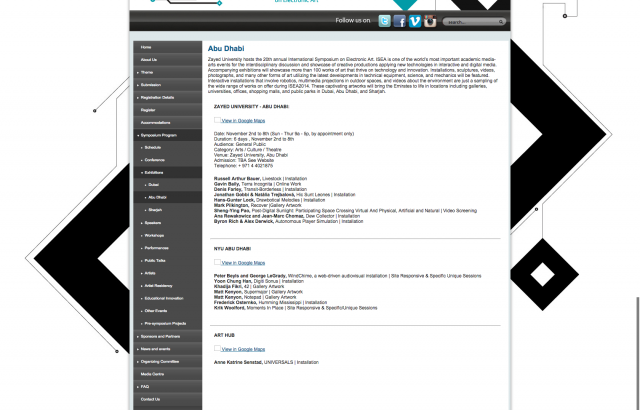 on Electronic Art
Follow us on
search...
Home
About Us
Theme
Submission
Registration Details
Register
Accommodations
Symposium Program
Schedule
Conference
Exhibitions
Dubai
Abu Dhabi
Sharjah
Speakers
Workshops
Performances
Public Talks
Artists
Artist Residency
Educational Innovation
Other Events
Pre-symposium Projects
Sponsors and Partners
News and events
Organizing Committee
Media Centre
FAQ
Contact Us
Abu Dhabi
Zayed University hosts the 20th annual International Symposium on Electronic Art. ISEA is one of the world's most important academic media-
arts events for the interdisciplinary discussion and showcase of creative productions applying new technologies in interactive and digital media.
Accompanying exhibitions will showcase more than 100 works of art that thrive on technology and innovation. Installations, sculptures, videos,
photographs, and many other forms of art utilizing the latest developments in technical equipment, science, and mechanics will be featured.
Interactive installations that involve robotics, multimedia projections in outdoor spaces, and videos about the environment are just a sampling of
the wide range of works on offer during ISEA2014. These captivating artworks will bring the Emirates to life in locations including galleries,
universities, offices, shopping malls, and public parks in Dubai, Abu Dhabi, and Sharjah.
ZAYED UNIVERSITY - ABU DHABI:
View in Google Maps
Date: November 2nd to 8th (Sun - Thur 9a - 5p, by appointment only)
Duration: 6 days , November 2nd to 8th
Audience: General Public
Category: Arts / Culture / Theatre
Venue: Zayed University, Abu Dhabi
Admission: TBA See Website
Telephone: + 971 4 4021875
Russell Arthur Bauer, Livestock | Installation
Gavin Baily, Terra Incognita | Online Work
Denis Farley, Transit-Borderless | Installation
Jonathan Gobbi & Natália Trejbalová, His Suit Leones | Installation
Hans-Gunter Lock, Drawbotical Melodies | Installation
Mark Pilkington, Recover |Gallery Artwork
Sheng-Ying Pao, Post-Digital Sunlight: Participating Space Crossing Virtual And Physical, Artificial and Natural | Video Screening
Ana Rewakowicz and Jean-Marc Chomaz, Dew Collector | Installation
Byron Rich & Alex Derwick, Autonomous Player Simulation | Installation
NYU ABU DHABI
View in Google Maps
Peter Beyls and George LeGrady, WindChime, a web-driven audiovisual installation | Site Responsive & Specific Unique Sessions
Yoon Chung Han, Digiti Sonus | Installation
Khadija Fikri, 42 | Gallery Artwork
Matt Kenyon, Supermajor | Gallery Artwork
Matt Kenyon, Notepad | Gallery Artwork
Frederick Ostenko, Humming Mississippi | Installation
Kirk Woolford, Moments In Place | Site Responsive & Specific/Unique Sessions
ART HUB
View in Google Maps
Anne Katrine Senstad, UNIVERSALS | Installation